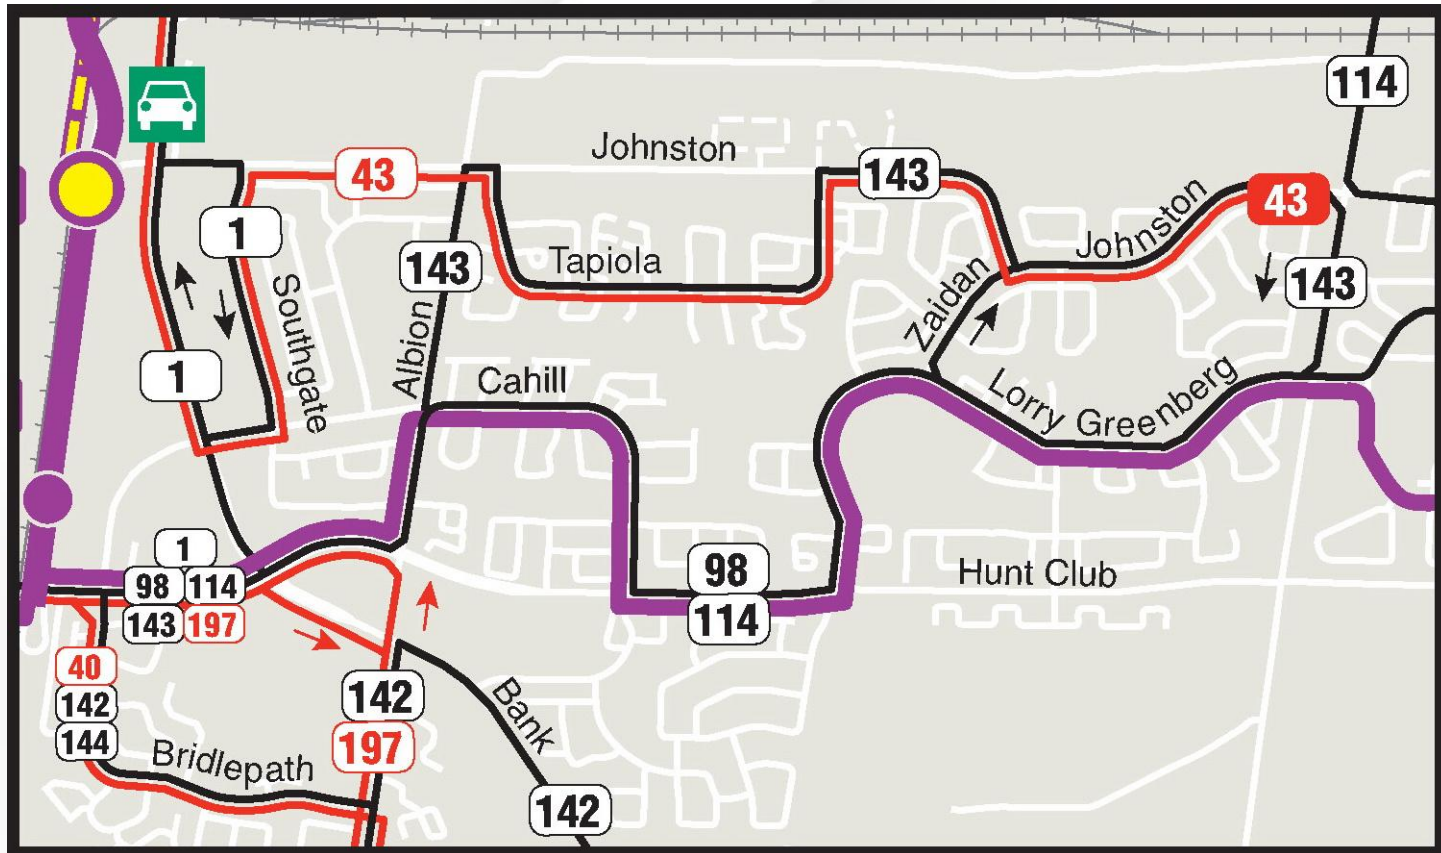 114
Johnston
43
143
43
1
Johnston
143
Tapiola
143
Zaidan
Southgate
Albion
1
Cahill
Lorry Greenberg
1
98
114
98
114
Hunt Club
143
197
40
142
197
142
144
Bank
Bridlepath
142